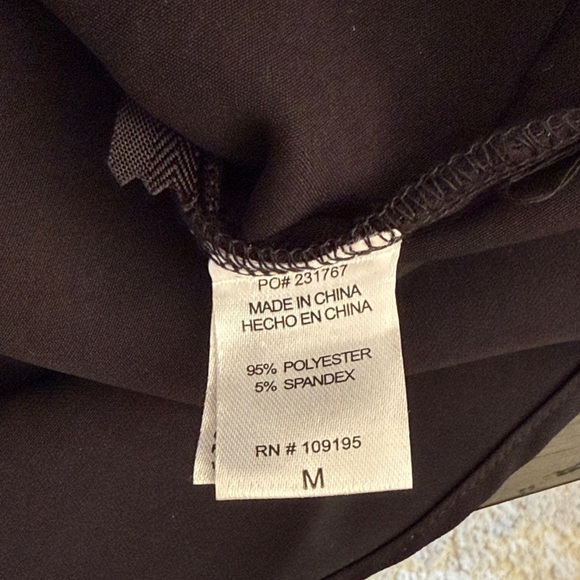 PO# 231767
MADE IN CHINA
HECHO EN CHINA
95% POLYESTER
5% SPANDEX
RN # 109195
M